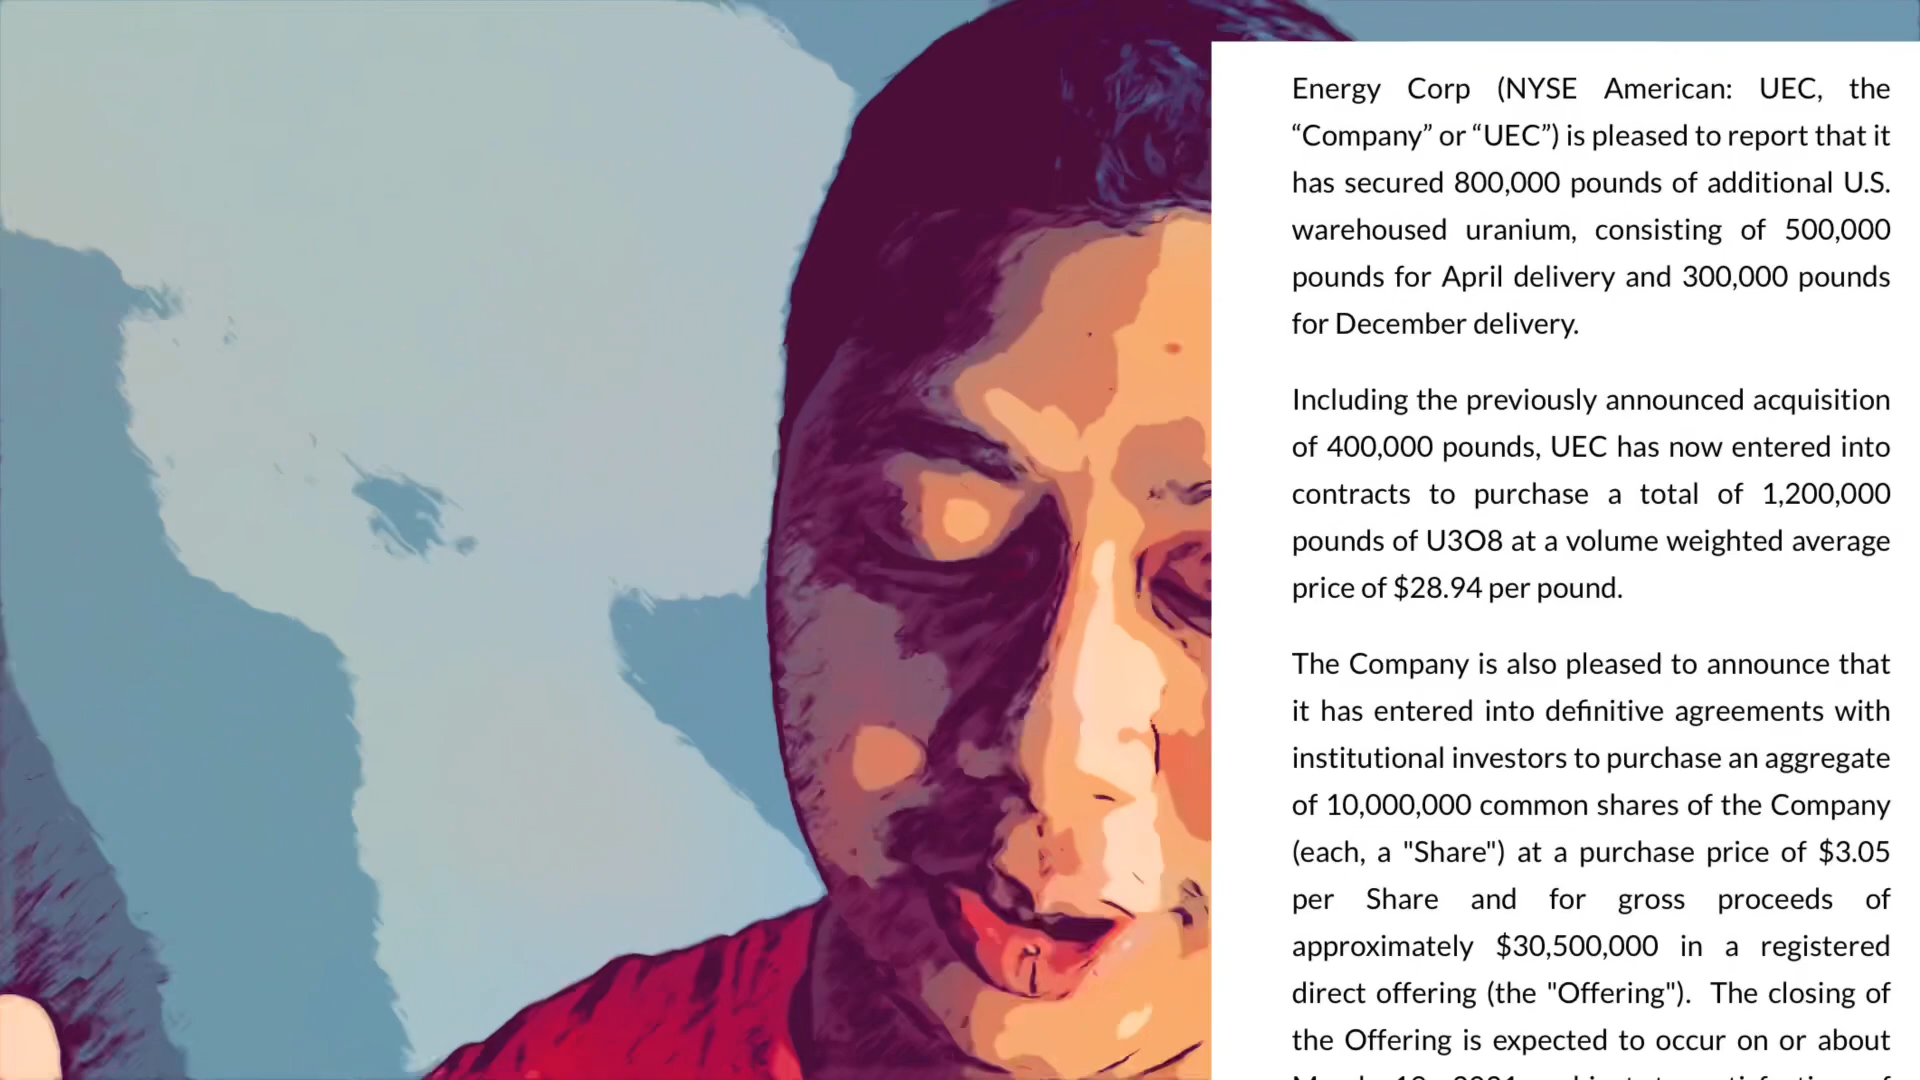 Energy Corp (NYSE American: UEC, the
“Company” or “UEC”) is pleased to report that it
has secured 800,000 pounds of additional U.S.
warehoused uranium, consisting of 500,000
pounds for April delivery and 300,000 pounds
for December delivery.
Including the previously announced acquisition
of 400,000 pounds, UEC has now entered into
contracts to purchase a total of 1,200,000
pounds of U3O8 at a volume weighted average
price of $28.94 per pound.
The Company is also pleased to announce that
it has entered into definitive agreements with
institutional investors to purchase an aggregate
of 10,000,000 common shares of the Company
(each, a "Share") at a purchase price of $3.05
per Share and for gross proceeds of
approximately $30,500,000 in a registered
direct offering (the "Offering"). The closing of
the Offering is expected to occur on or about